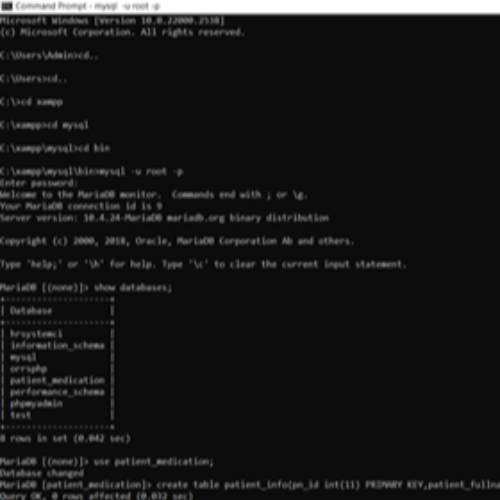 Command Prompt - mysql -u root -p
Microsoft Windows [Version 10.0.22000.2538]
(c) Microsoft Corporation. All rights reserved.
C:\Users\Admin>cd..
C:\Users>cd..
C:\>cd xampp
C:\xampp>cd mysql
C:\xampp\mysql>cd bin
C:\xampp\mysql\bin>mysql -u root -p
Enter password:
Welcome to the MariaDB monitor.  Commands end with ; or \g.
Your MariaDB connection id is 9
Server version: 10.4.24-MariaDB mariadb.org binary distribution
Copyright (c) 2000, 2018, Oracle, MariaDB Corporation Ab and others.
Type 'help;' or '\h' for help. Type '\c' to clear the current input statement.
MariaDB [(none)]> show databases;
+--------------------+
| Database           |
+--------------------+
| hrsystemci         |
| information_schema |
| mysql              |
| orrsphp            |
| patient_medication |
| performance_schema |
| phpmyadmin         |
| test               |
+--------------------+
8 rows in set (0.042 sec)
MariaDB [(none)]> use patient_medication;
Database changed
MariaDB [patient_medication]> create table patient_info(pn_id int(11) PRIMARY KEY,patient_fulln
Query OK, 0 rows affected (0.032 sec)